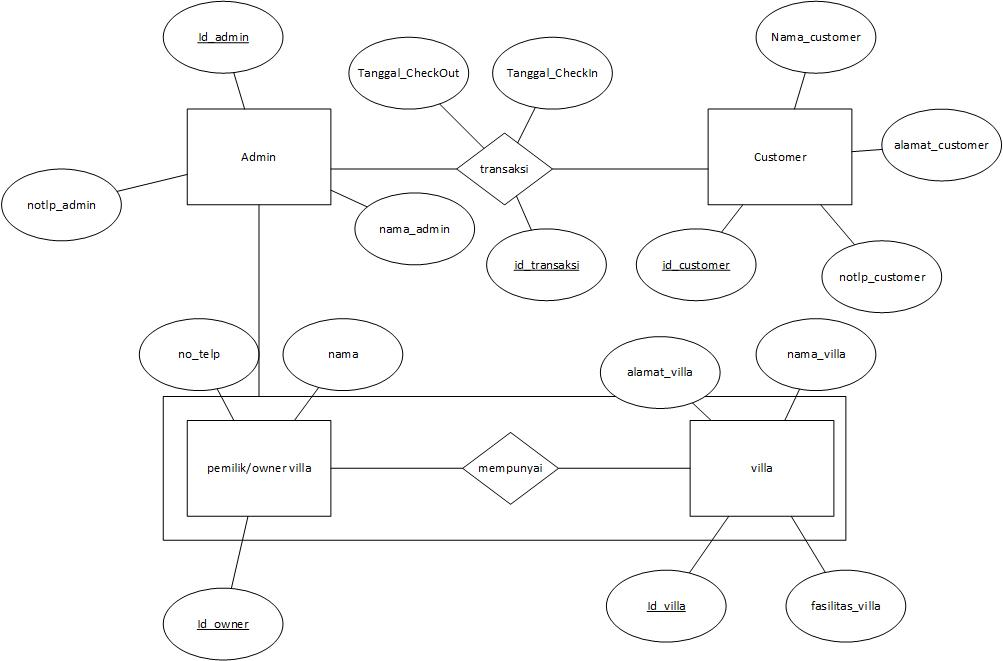 Id_admin
Nama_customer
Tanggal_CheckOut
Tanggal_CheckIn
Admin
transaksi
Customer
alamat_customer
notlp_admin
nama_admin
id_transaksi
id_customer
notlp_customer
no_telp
nama
alamat_villa
nama_villa
pemilik/owner villa
mempunyai
villa
Id_owner
Id_villa
fasilitas_villa